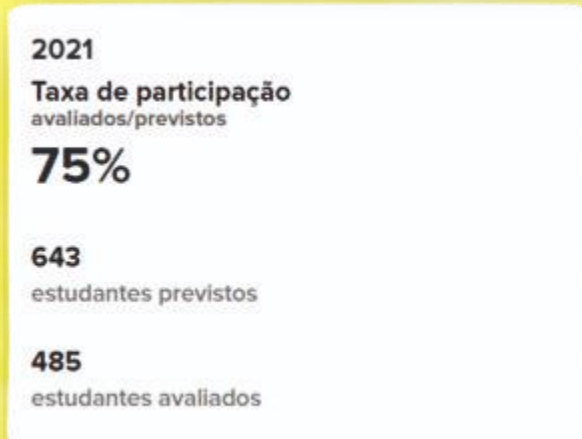 2021
Taxa de participação
avaliados/previstos
75%
643
estudantes previstos
485
estudantes avaliados